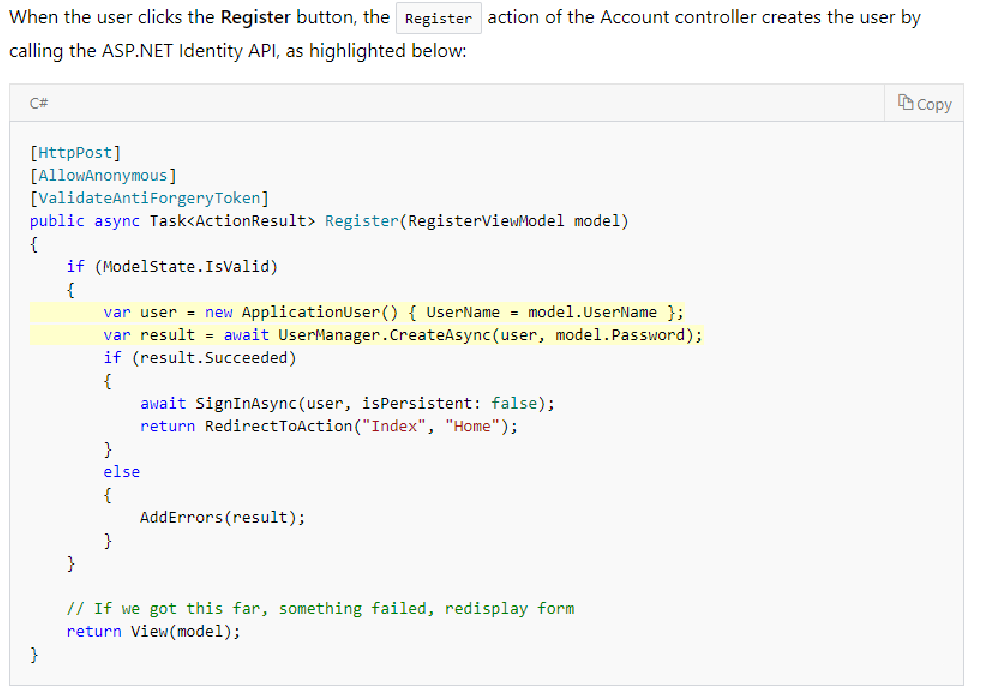 When the user clicks the Register button, the Register action of the Account controller creates the user by
calling the ASP.NET Identity API, as highlighted below:
C#
Copy
[HttpPost]
[AllowAnonymous]
[ValidateAntiForgeryToken]
public async Task<ActionResult> Register(RegisterViewModel model)
{
    if (ModelState.IsValid)
    {
        var user = new ApplicationUser() { UserName = model.UserName };
        var result = await UserManager.CreateAsync(user, model.Password);
        if (result.Succeeded)
        {
            await SignInAsync(user, isPersistent: false);
            return RedirectToAction("Index", "Home");
        }
        else
        {
            AddErrors(result);
        }
    }

    // If we got this far, something failed, redisplay form
    return View(model);
}